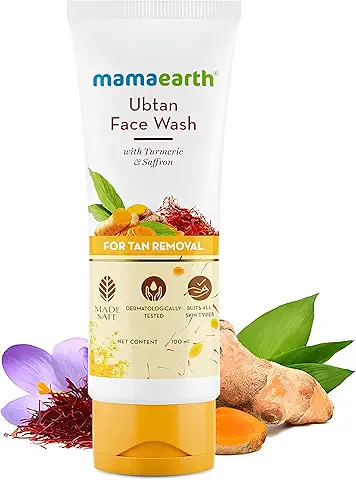 mamaearth®
Ubtan
Face Wash
with Turmeric
& Saffron
FOR TAN REMOVAL
MADE
SAFE
DERMATOLOGICALLY
TESTED
SUITS ALL
SKIN TYPES
NET CONTENT 100 ml